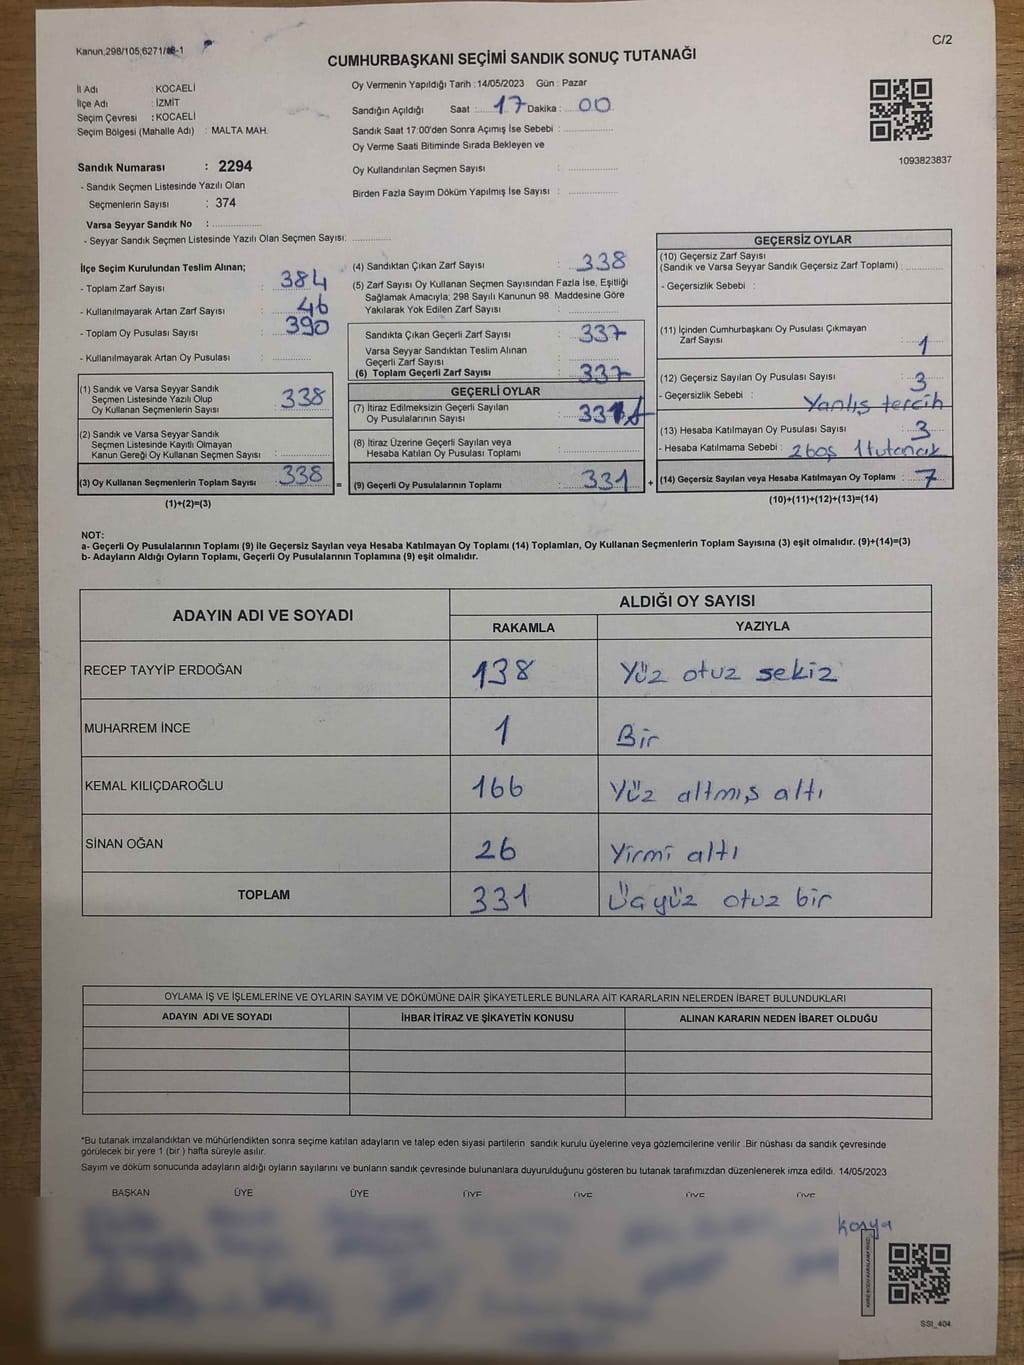 Kanun,298/105,6271/
C/2
CUMHURBAŞKANI SEÇİMİ SANDIK SONUÇ TUTANAĞI
İl Adı : KOCAELİ
İlçe Adı : İZMİT
Seçim Çevresi : KOCAELİ
Seçim Bölgesi (Mahalle Adı) : MALTA MAH.
Sandık Numarası : 2294
- Sandık Seçmen Listesinde Yazılı Olan
Seçmenlerin Sayısı : 374
Varsa Seyyar Sandık No :
- Seyyar Sandık Seçmen Listesinde Yazılı Olan Seçmen Sayısı:
Oy Vermenin Yapıldığı Tarih :14/05/2023 Gün : Pazar
Sandığın Açıldığı Saat : 17 Dakika : 00
Sandık Saat 17:00'den Sonra Açımış İse Sebebi :
Oy Verme Saati Bitiminde Sırada Bekleyen ve
Oy Kullandırılan Seçmen Sayısı :
Birden Fazla Sayım Döküm Yapılmış İse Sayısı :
1093823837
İlçe Seçim Kurulundan Teslim Alınan;
- Toplam Zarf Sayısı : 384
- Kullanılmayarak Artan Zarf Sayısı : 46
- Toplam Oy Pusulası Sayısı : 390
- Kullanılmayarak Artan Oy Pusulası :
(1) Sandık ve Varsa Seyyar Sandık
Seçmen Listesinde Yazılı Olup
Oy Kullanan Seçmenlerin Sayısı : 338
(2) Sandık ve Varsa Seyyar Sandık
Seçmen Listesinde Kayıtlı Olmayan
Kanun Gereği Oy Kullanan Seçmen Sayısı :
(3) Oy Kullanan Seçmenlerin Toplam Sayısı : 338
(1)+(2)=(3)
=
(4) Sandıktan Çıkan Zarf Sayısı : 338
(5) Zarf Sayısı Oy Kullanan Seçmen Sayısından Fazla İse, Eşitliği
Sağlamak Amacıyla; 298 Sayılı Kanunun 98. Maddesine Göre
Yakılarak Yok Edilen Zarf Sayısı :
Sandıkta Çıkan Geçerli Zarf Sayısı : 337
Varsa Seyyar Sandıktan Teslim Alınan
Geçerli Zarf Sayısı
(6) Toplam Geçerli Zarf Sayısı : 337
GEÇERLİ OYLAR
(7) İtiraz Edilmeksizin Geçerli Sayılan
Oy Pusulalarının Sayısı :
(8) İtiraz Üzerine Geçerli Sayılan veya
Hesaba Katılan Oy Pusulası Toplamı :
(9) Geçerli Oy Pusulalarının Toplamı : 331
+
GEÇERSİZ OYLAR
(10) Geçersiz Zarf Sayısı
(Sandık ve Varsa Seyyar Sandık Geçersiz Zarf Toplamı) :
- Geçersizlik Sebebi :
(11) İçinden Cumhurbaşkanı Oy Pusulası Çıkmayan
Zarf Sayısı : 1
(12) Geçersiz Sayılan Oy Pusulası Sayısı : 3
- Geçersizlik Sebebi : Yanlış tercih
(13) Hesaba Katılmayan Oy Pusulası Sayısı : 3
- Hesaba Katılmama Sebebi : 2 boş 1 tutanak
(14) Geçersiz Sayılan veya Hesaba Katılmayan Oy Toplamı : 7
(10)+(11)+(12)+(13)=(14)
NOT:
a- Geçerli Oy Pusulalarının Toplamı (9) ile Geçersiz Sayılan veya Hesaba Katılmayan Oy Toplamı (14) Toplamları, Oy Kullanan Seçmenlerin Toplam Sayısına (3) eşit olmalıdır. (9)+(14)=(3)
b- Adayların Aldığı Oyların Toplamı, Geçerli Oy Pusulalarının Toplamına (9) eşit olmalıdır.
ADAYIN ADI VE SOYADI
ALDIĞI OY SAYISI
RAKAMLA YAZIYLA
RECEP TAYYİP ERDOĞAN 138 Yüz otuz sekiz
MUHARREM İNCE 1 Bir
KEMAL KILIÇDAROĞLU 166 Yüz altmış altı
SİNAN OĞAN 26 Yirmi altı
TOPLAM 331 Üçyüz otuz bir
OYLAMA İŞ VE İŞLEMLERİNE VE OYLARIN SAYIM VE DÖKÜMÜNE DAİR ŞİKAYETLERLE BUNLARA AİT KARARLARIN NELERDEN İBARET BULUNDUKLARI
ADAYIN ADI VE SOYADI İHBAR İTİRAZ VE ŞİKAYETİN KONUSU ALINAN KARARIN NEDEN İBARET OLDUĞU
*Bu tutanak imzalandıktan ve mühürlendikten sonra seçime katılan adayların ve talep eden siyasi partilerin sandık kurulu üyelerine veya gözlemcilerine verilir .Bir nüshası da sandık çevresinde
görülecek bir yere 1 (bir ) hafta süreyle asılır.
Sayım ve döküm sonucunda adayların aldığı oyların sayılarını ve bunların sandık çevresinde bulunanlara duyurulduğunu gösteren bu tutanak tarafımızdan düzenlenerek imza edildi. 14/05/2023
BAŞKAN ÜYE ÜYE ÜYE ÜYE ÜYE ÜYE
SSI_404